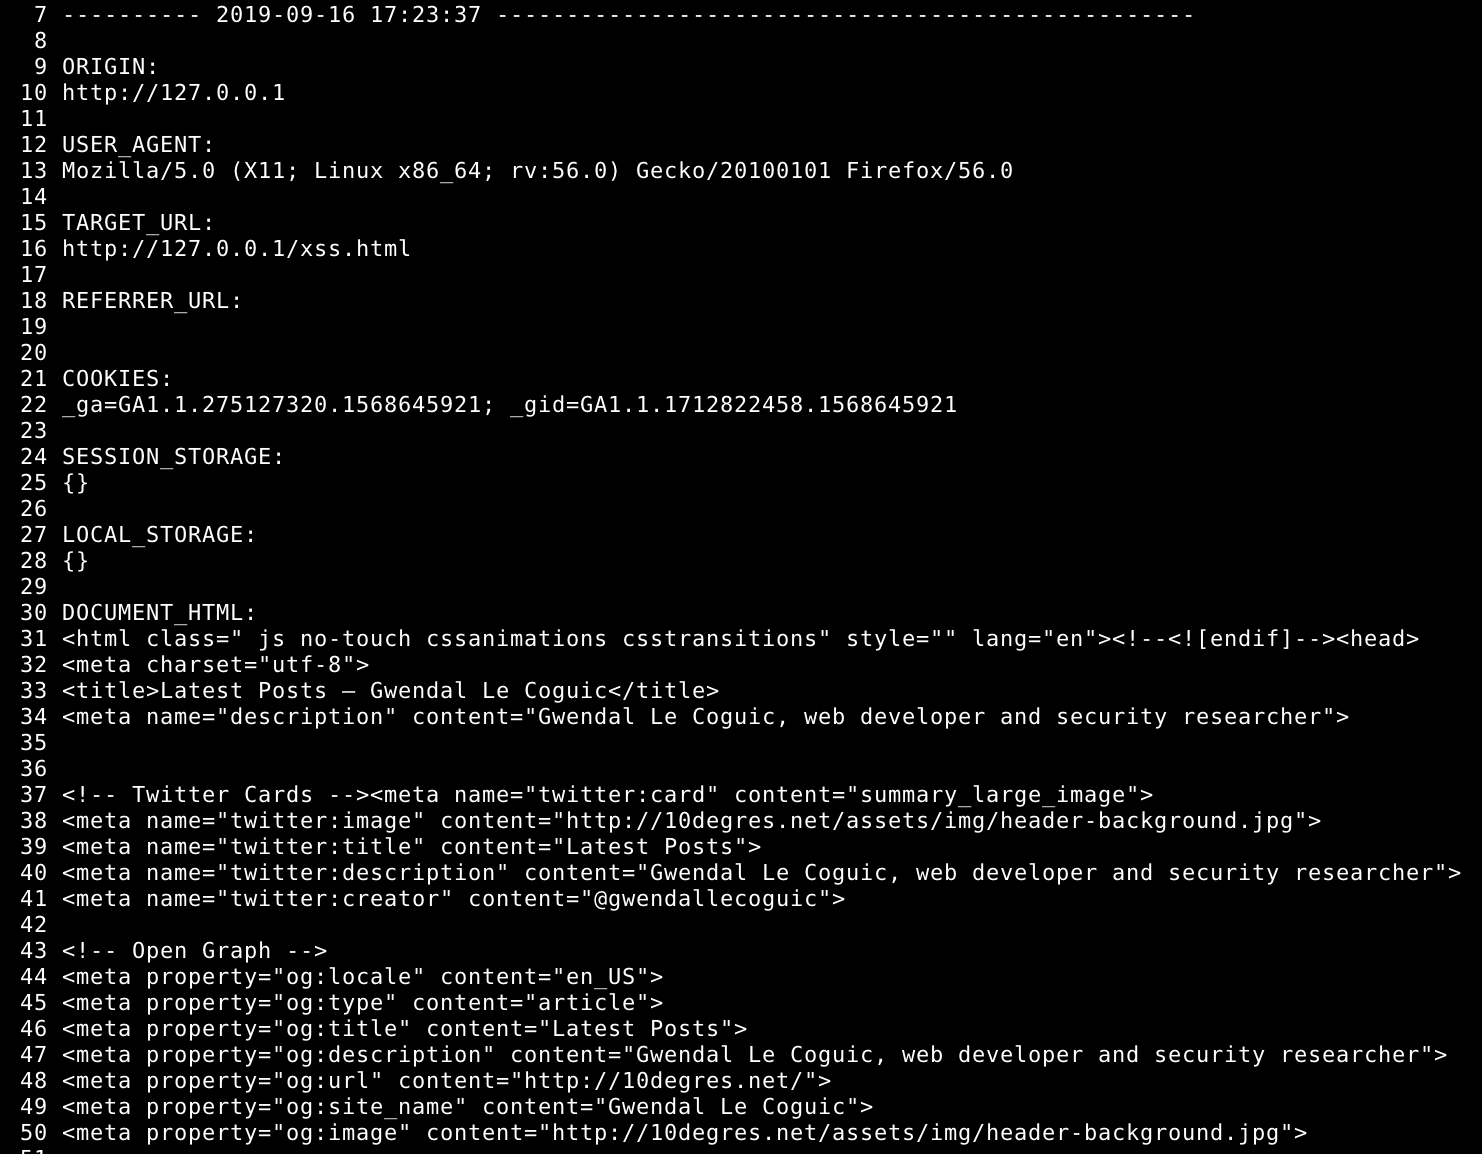 7 ---------- 2019-09-16 17:23:37 --------------------------------------------------
8
9 ORIGIN:
10 http://127.0.0.1
11
12 USER_AGENT:
13 Mozilla/5.0 (X11; Linux x86_64; rv:56.0) Gecko/20100101 Firefox/56.0
14
15 TARGET_URL:
16 http://127.0.0.1/xss.html
17
18 REFERRER_URL:
19
20
21 COOKIES:
22 _ga=GA1.1.275127320.1568645921; _gid=GA1.1.1712822458.1568645921
23
24 SESSION_STORAGE:
25 {}
26
27 LOCAL_STORAGE:
28 {}
29
30 DOCUMENT_HTML:
31 <html class=" js no-touch cssanimations csstransitions" style="" lang="en"><!--<![endif]--><head>
32 <meta charset="utf-8">
33 <title>Latest Posts – Gwendal Le Coguic</title>
34 <meta name="description" content="Gwendal Le Coguic, web developer and security researcher">
35
36
37 <!-- Twitter Cards --><meta name="twitter:card" content="summary_large_image">
38 <meta name="twitter:image" content="http://10degres.net/assets/img/header-background.jpg">
39 <meta name="twitter:title" content="Latest Posts">
40 <meta name="twitter:description" content="Gwendal Le Coguic, web developer and security researcher">
41 <meta name="twitter:creator" content="@gwendallecoguic">
42
43 <!-- Open Graph -->
44 <meta property="og:locale" content="en_US">
45 <meta property="og:type" content="article">
46 <meta property="og:title" content="Latest Posts">
47 <meta property="og:description" content="Gwendal Le Coguic, web developer and security researcher">
48 <meta property="og:url" content="http://10degres.net/">
49 <meta property="og:site_name" content="Gwendal Le Coguic">
50 <meta property="og:image" content="http://10degres.net/assets/img/header-background.jpg">